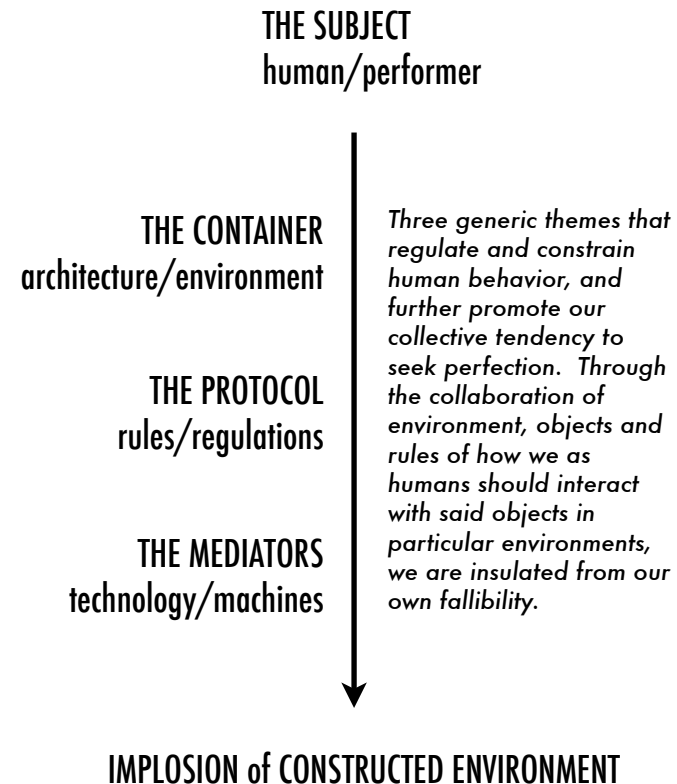 THE SUBJECT
human/performer
THE CONTAINER
architecture/environment
THE PROTOCOL
rules/regulations
THE MEDIATORS
technology/machines
Three generic themes that
regulate and constrain
human behavior, and
further promote our
collective tendency to
seek perfection.  Through
the collaboration of
environment, objects and
rules of how we as
humans should interact
with said objects in
particular environments,
we are insulated from our
own fallibility.
IMPLOSION of CONSTRUCTED ENVIRONMENT